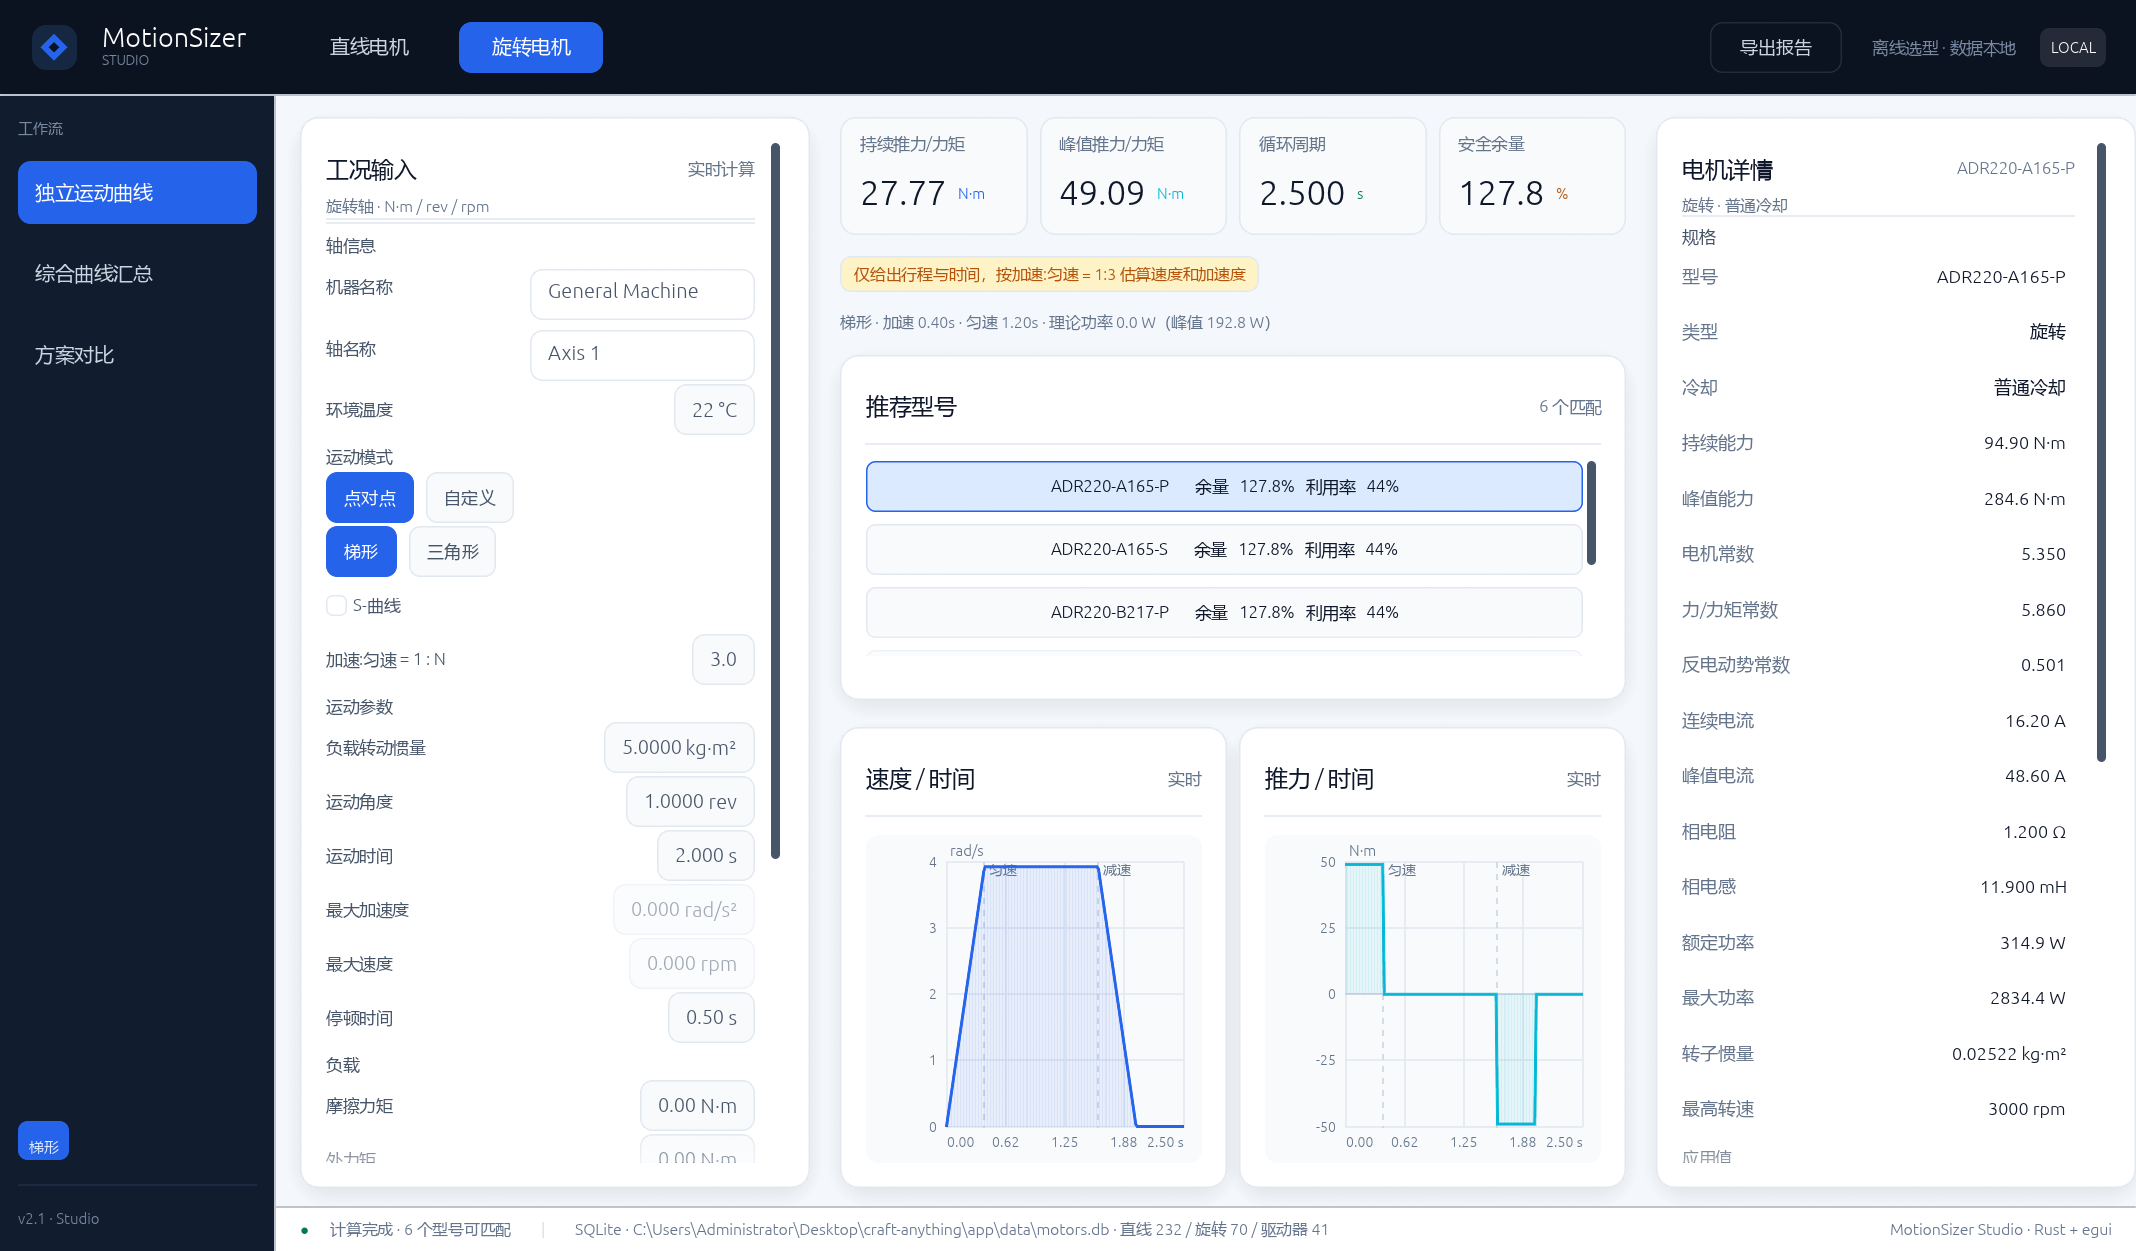 MotionSizer
STUDIO
直线电机
旋转电机
导出报告
离线选型 · 数据本地
LOCAL
工作流
独立运动曲线
综合曲线汇总
方案对比
梯形
v2.1 · Studio
工况输入
实时计算
旋转轴 · N·m / rev / rpm
轴信息
机器名称
General Machine
轴名称
Axis 1
环境温度
22 °C
运动模式
点对点
自定义
梯形
三角形
S-曲线
加速:匀速 = 1 : N
3.0
运动参数
负载转动惯量
5.0000 kg·m²
运动角度
1.0000 rev
运动时间
2.000 s
最大加速度
0.000 rad/s²
最大速度
0.000 rpm
停顿时间
0.50 s
负载
摩擦力矩
0.00 N·m
外力矩
0.00 N·m
持续推力/力矩
27.77 N·m
峰值推力/力矩
49.09 N·m
循环周期
2.500 s
安全余量
127.8 %
仅给出行程与时间，按加速:匀速 = 1:3 估算速度和加速度
梯形 · 加速 0.40s · 匀速 1.20s · 理论功率 0.0 W（峰值 192.8 W）
推荐型号
6 个匹配
ADR220-A165-P 余量 127.8% 利用率 44%
ADR220-A165-S 余量 127.8% 利用率 44%
ADR220-B217-P 余量 127.8% 利用率 44%
速度 / 时间
实时
rad/s
匀速
减速
4
3
2
1
0
0.00 0.62 1.25 1.88 2.50 s
推力 / 时间
实时
N·m
匀速
减速
50
25
0
-25
-50
0.00 0.62 1.25 1.88 2.50 s
电机详情
ADR220-A165-P
旋转 · 普通冷却
规格
型号
ADR220-A165-P
类型
旋转
冷却
普通冷却
持续能力
94.90 N·m
峰值能力
284.6 N·m
电机常数
5.350
力/力矩常数
5.860
反电动势常数
0.501
连续电流
16.20 A
峰值电流
48.60 A
相电阻
1.200 Ω
相电感
11.900 mH
额定功率
314.9 W
最大功率
2834.4 W
转子惯量
0.02522 kg·m²
最高转速
3000 rpm
应用值
计算完成 · 6 个型号可匹配
SQLite · C:\Users\Administrator\Desktop\craft-anything\app\data\motors.db · 直线 232 / 旋转 70 / 驱动器 41
MotionSizer Studio · Rust + egui